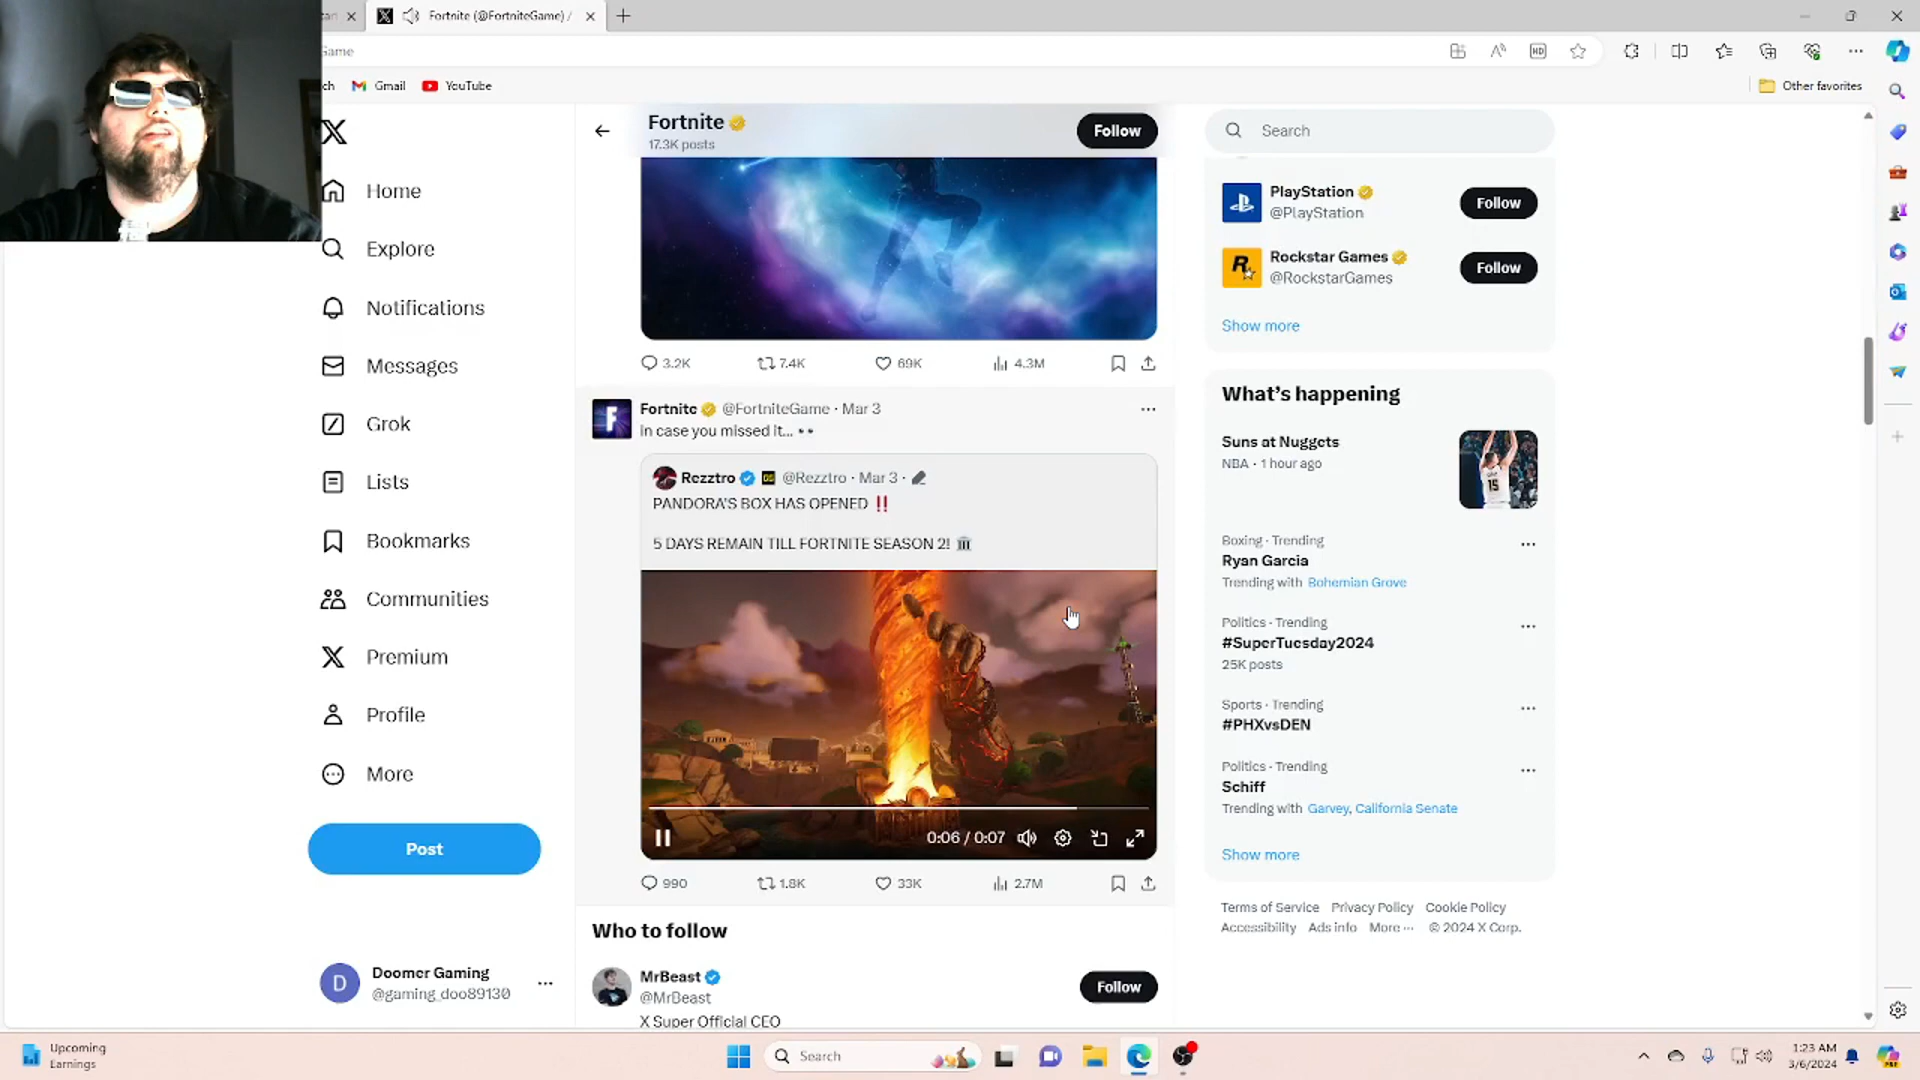 Fortnite (@FortniteGame) /
Game
Gmail
YouTube
Other favorites
Home
Explore
Notifications
Messages
Grok
Lists
Bookmarks
Communities
Premium
Profile
More
Post
Doomer Gaming
@gaming_doo89130
Fortnite
17.3K posts
Follow
3.2K 7.4K 69K 4.3M
Fortnite @FortniteGame · Mar 3
In case you missed it...
Rezztro @Rezztro · Mar 3 ·
PANDORA'S BOX HAS OPENED ‼️
5 DAYS REMAIN TILL FORTNITE SEASON 2! 🏛️
0:06 / 0:07
990 1.8K 33K 2.7M
Who to follow
MrBeast
@MrBeast
Follow
X Super Official CEO
Search
PlayStation
@PlayStation
Follow
Rockstar Games
@RockstarGames
Follow
Show more
What's happening
Suns at Nuggets
NBA · 1 hour ago
15
Boxing · Trending
Ryan Garcia
Trending with Bohemian Grove
Politics · Trending
#SuperTuesday2024
25K posts
Sports · Trending
#PHXvsDEN
Politics · Trending
Schiff
Trending with Garvey, California Senate
Show more
Terms of Service Privacy Policy Cookie Policy
Accessibility Ads info More ··· © 2024 X Corp.
Upcoming
Earnings
Search
1:23 AM
3/6/2024